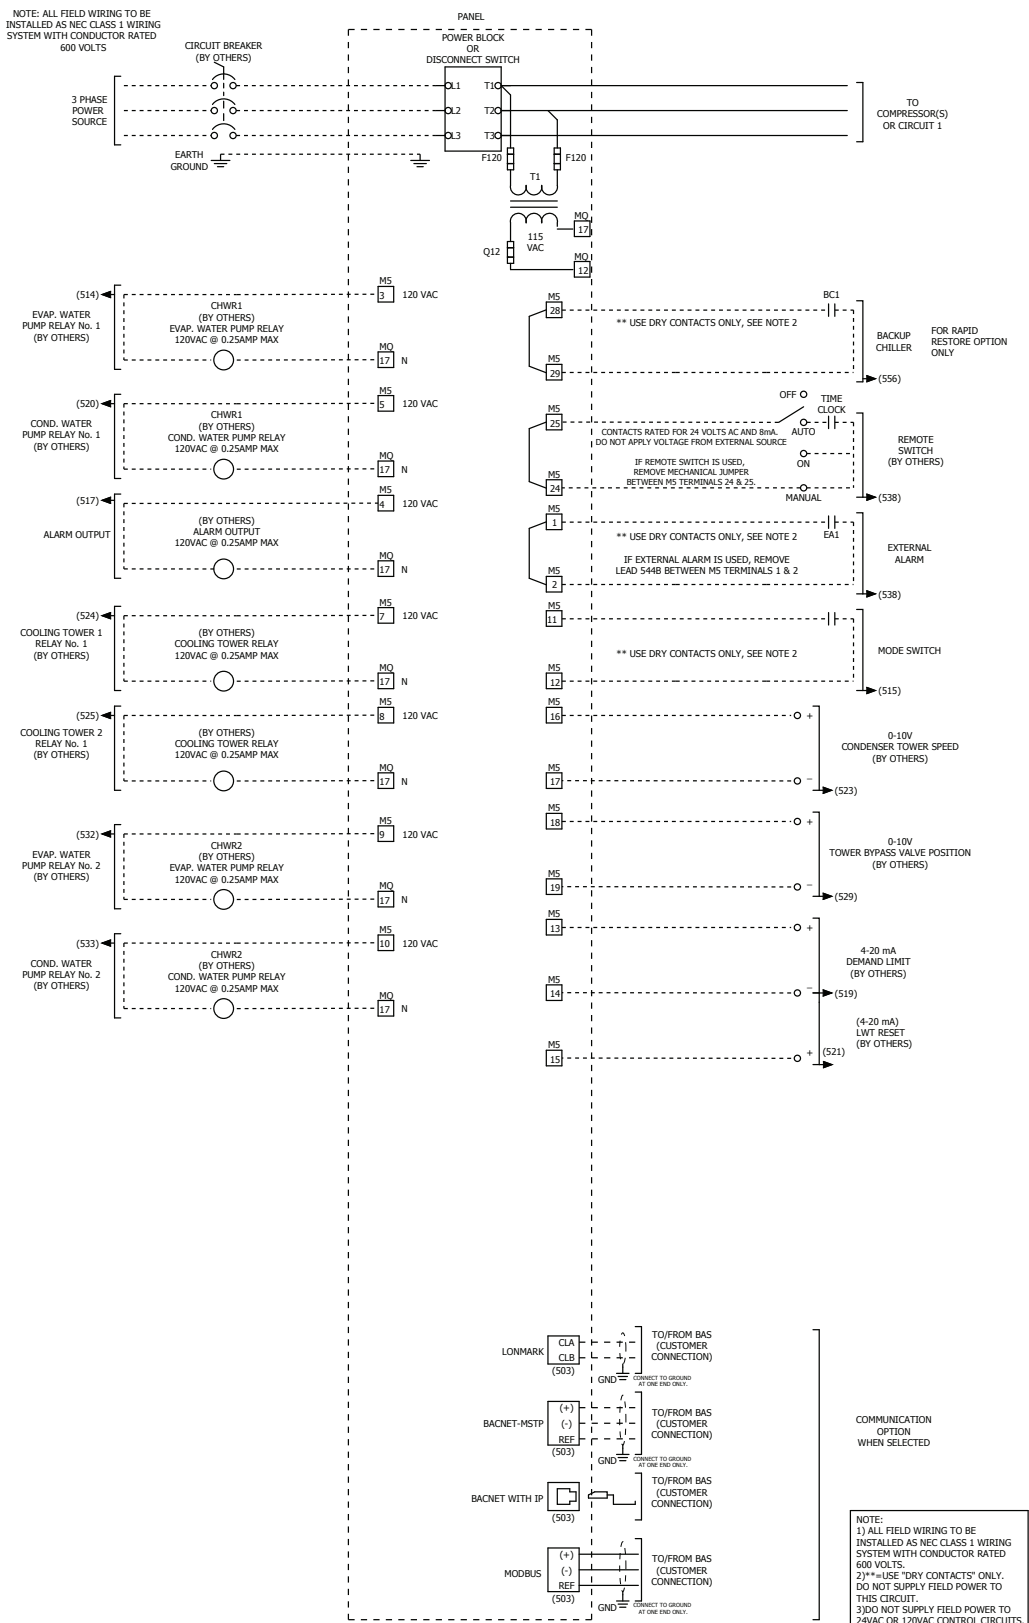 NOTE: ALL FIELD WIRING TO BE
INSTALLED AS NEC CLASS 1 WIRING
SYSTEM WITH CONDUCTOR RATED
600 VOLTS
CIRCUIT BREAKER
(BY OTHERS)
PANEL
POWER BLOCK
OR
DISCONNECT SWITCH
3 PHASE
POWER
SOURCE
L1
T1
L2
T2
L3
T3
TO
COMPRESSOR(S)
OR CIRCUIT 1
EARTH
GROUND
F120
F120
T1
115
VAC
MQ
17
Q12
MQ
12
(514)
EVAP. WATER
PUMP RELAY No. 1
(BY OTHERS)
CHWR1
(BY OTHERS)
EVAP. WATER PUMP RELAY
120VAC @ 0.25AMP MAX
M5
3
120 VAC
MQ
17
N
(520)
COND. WATER
PUMP RELAY No. 1
(BY OTHERS)
CHWR1
(BY OTHERS)
COND. WATER PUMP RELAY
120VAC @ 0.25AMP MAX
M5
5
120 VAC
MQ
17
N
(517)
ALARM OUTPUT
(BY OTHERS)
ALARM OUTPUT
120VAC @ 0.25AMP MAX
M5
4
120 VAC
MQ
17
N
(524)
COOLING TOWER 1
RELAY No. 1
(BY OTHERS)
(BY OTHERS)
COOLING TOWER RELAY
120VAC @ 0.25AMP MAX
M5
7
120 VAC
MQ
17
N
(525)
COOLING TOWER 2
RELAY No. 1
(BY OTHERS)
(BY OTHERS)
COOLING TOWER RELAY
120VAC @ 0.25AMP MAX
M5
8
120 VAC
MQ
17
N
(532)
EVAP. WATER
PUMP RELAY No. 2
(BY OTHERS)
CHWR2
(BY OTHERS)
EVAP. WATER PUMP RELAY
120VAC @ 0.25AMP MAX
M5
9
120 VAC
MQ
17
N
(533)
COND. WATER
PUMP RELAY No. 2
(BY OTHERS)
CHWR2
(BY OTHERS)
COND. WATER PUMP RELAY
120VAC @ 0.25AMP MAX
M5
10
120 VAC
MQ
17
N
M5
28
BC1
** USE DRY CONTACTS ONLY, SEE NOTE 2
M5
29
BACKUP
CHILLER
FOR RAPID
RESTORE OPTION
ONLY
(556)
M5
25
OFF
TIME
CLOCK
AUTO
CONTACTS RATED FOR 24 VOLTS AC AND 8mA.
DO NOT APPLY VOLTAGE FROM EXTERNAL SOURCE
ON
IF REMOTE SWITCH IS USED,
REMOVE MECHANICAL JUMPER
BETWEEN M5 TERMINALS 24 & 25.
M5
24
MANUAL
REMOTE
SWITCH
(BY OTHERS)
(538)
M5
1
** USE DRY CONTACTS ONLY, SEE NOTE 2
EA1
IF EXTERNAL ALARM IS USED, REMOVE
LEAD 544B BETWEEN M5 TERMINALS 1 & 2
M5
2
EXTERNAL
ALARM
(538)
M5
11
** USE DRY CONTACTS ONLY, SEE NOTE 2
M5
12
MODE SWITCH
(515)
M5
16
+
M5
17
−
0-10V
CONDENSER TOWER SPEED
(BY OTHERS)
(523)
M5
18
+
M5
19
−
0-10V
TOWER BYPASS VALVE POSITION
(BY OTHERS)
(529)
M5
13
+
4-20 mA
DEMAND LIMIT
(BY OTHERS)
M5
14
−
(519)
(4-20 mA)
LWT RESET
(BY OTHERS)
M5
15
+
(521)
LONMARK
CLA
CLB
(503)
GND
CONNECT TO GROUND
AT ONE END ONLY.
TO/FROM BAS
(CUSTOMER
CONNECTION)
BACNET-MSTP
(+)
(-)
REF
(503)
GND
CONNECT TO GROUND
AT ONE END ONLY.
TO/FROM BAS
(CUSTOMER
CONNECTION)
BACNET WITH IP
(503)
TO/FROM BAS
(CUSTOMER
CONNECTION)
MODBUS
(+)
(-)
REF
(503)
GND
CONNECT TO GROUND
AT ONE END ONLY.
TO/FROM BAS
(CUSTOMER
CONNECTION)
COMMUNICATION
OPTION
WHEN SELECTED
NOTE:
1) ALL FIELD WIRING TO BE
INSTALLED AS NEC CLASS 1 WIRING
SYSTEM WITH CONDUCTOR RATED
600 VOLTS.
2)**=USE "DRY CONTACTS" ONLY.
DO NOT SUPPLY FIELD POWER TO
THIS CIRCUIT.
3)DO NOT SUPPLY FIELD POWER TO
24VAC OR 120VAC CONTROL CIRCUITS.